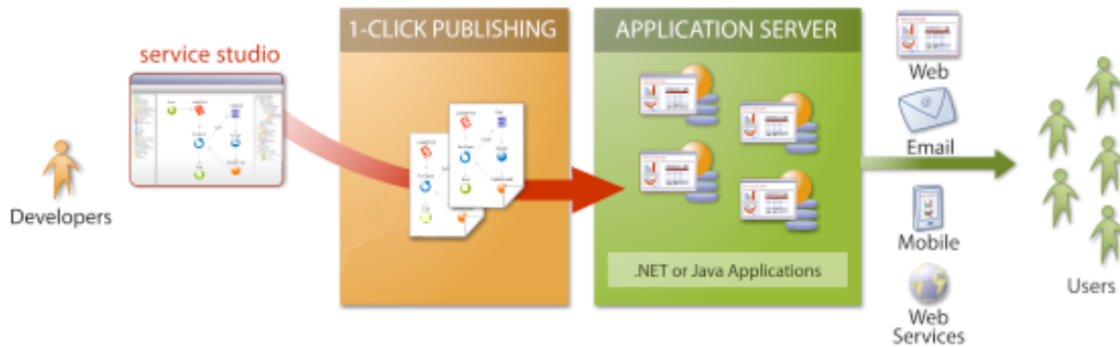 service studio
Developers
1-CLICK PUBLISHING
APPLICATION SERVER
.NET or Java Applications
Web
Email
Mobile
Web
Services
Users